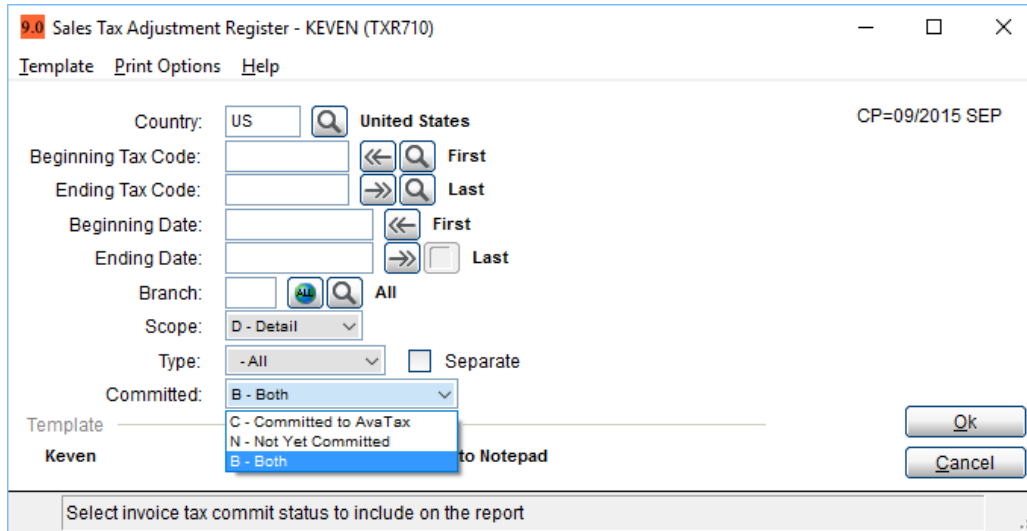 9.0 Sales Tax Adjustment Register - KEVEN (TXR710)
Template Print Options Help
Country: US United States CP=09/2015 SEP
Beginning Tax Code: First
Ending Tax Code: Last
Beginning Date: First
Ending Date: Last
Branch: ALL All
Scope: D - Detail
Type: - All Separate
Committed: B - Both
C - Committed to AvaTax
N - Not Yet Committed
B - Both
Template
Keven to Notepad
Ok
Cancel
Select invoice tax commit status to include on the report